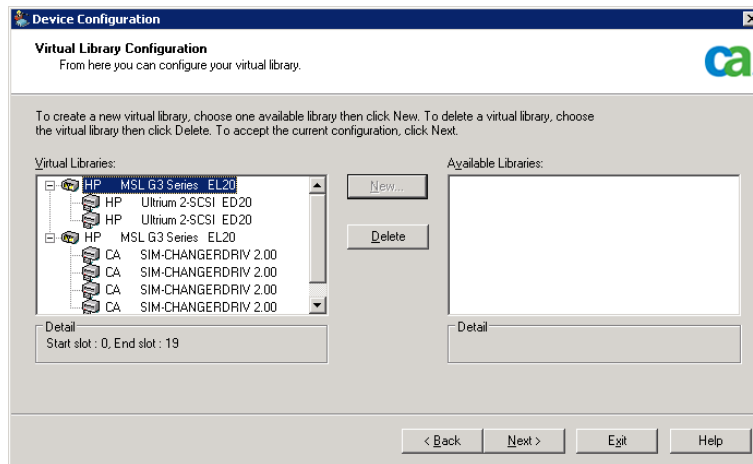 Device Configuration
Virtual Library Configuration
From here you can configure your virtual library.
ca
To create a new virtual library, choose one available library then click New. To delete a virtual library, choose
the virtual library then click Delete. To accept the current configuration, click Next.
Virtual Libraries:
Available Libraries:
HP MSL G3 Series EL20
HP Ultrium 2-SCSI ED20
HP Ultrium 2-SCSI ED20
HP MSL G3 Series EL20
CA SIM-CHANGERDRIV 2.00
CA SIM-CHANGERDRIV 2.00
CA SIM-CHANGERDRIV 2.00
CA SIM-CHANGERDRIV 2.00
New...
Delete
Detail
Start slot : 0, End slot : 19
Detail
< Back
Next >
Exit
Help